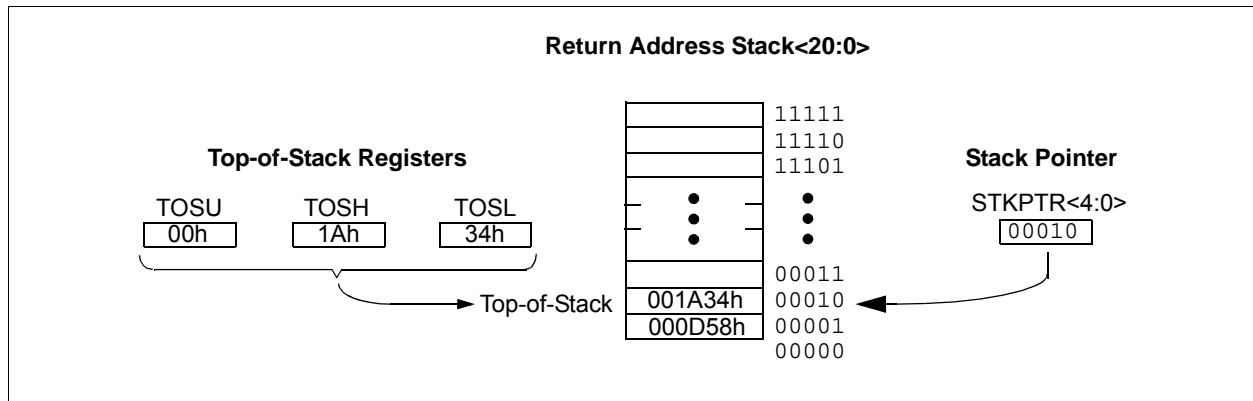 Return Address Stack<20:0>
11111
11110
Top-of-Stack Registers
11101
Stack Pointer
TOSU TOSH TOSL
STKPTR<4:0>
00h 1Ah 34h
00010
00011
Top-of-Stack 001A34h 00010
000D58h 00001
00000